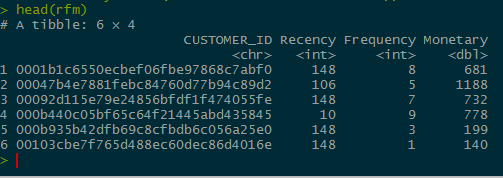 > head(rfm)
# A tibble: 6 × 4
CUSTOMER_ID Recency Frequency Monetary
<chr> <int> <int> <dbl>
1 0001b1c6550ecbef06fbe97868c7abf0 148 8 681
2 00047b4e7881febc84760d77b94c89d2 106 5 1188
3 00092d115e79e24856bfdf1f474055fe 148 7 732
4 000b440c05bf65c64f21445abd435845 10 9 778
5 000b935b42dfb69c8cfbdb6c056a25e0 148 3 199
6 00103cbe7f765d488ec60dec86d4016e 148 1 140
>